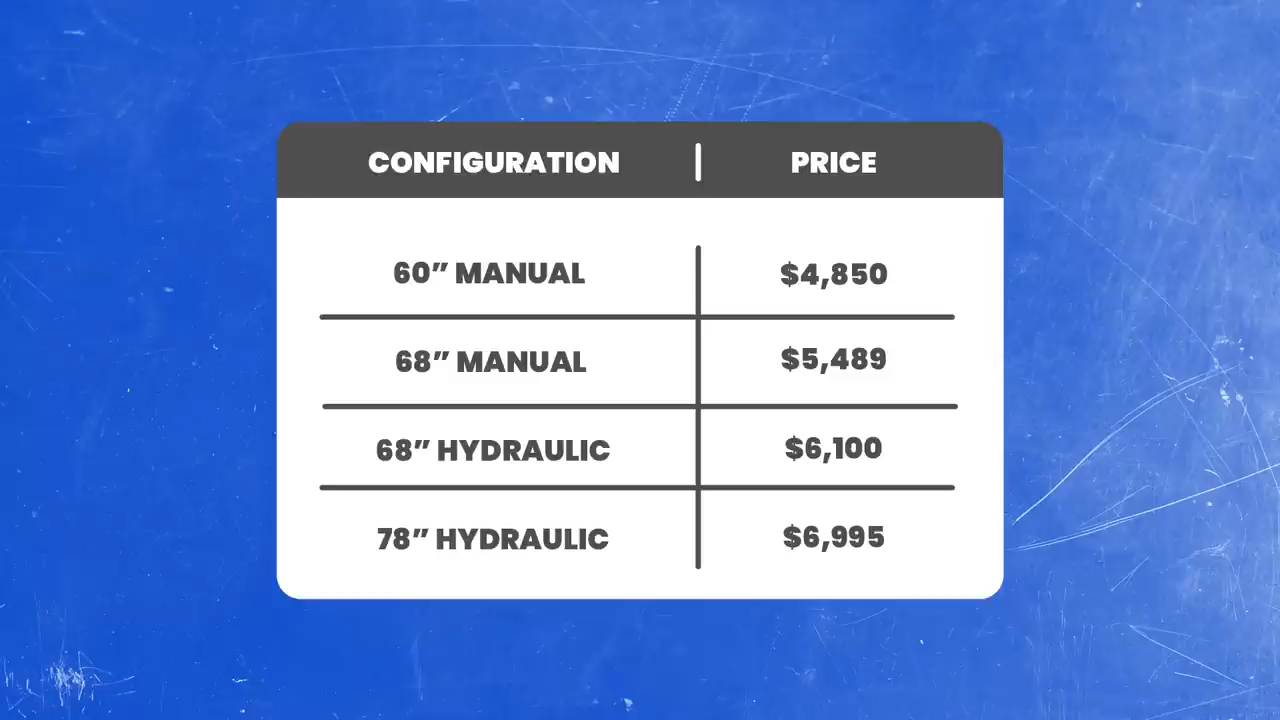 CONFIGURATION | PRICE
60” MANUAL $4,850
68” MANUAL $5,489
68” HYDRAULIC $6,100
78” HYDRAULIC $6,995